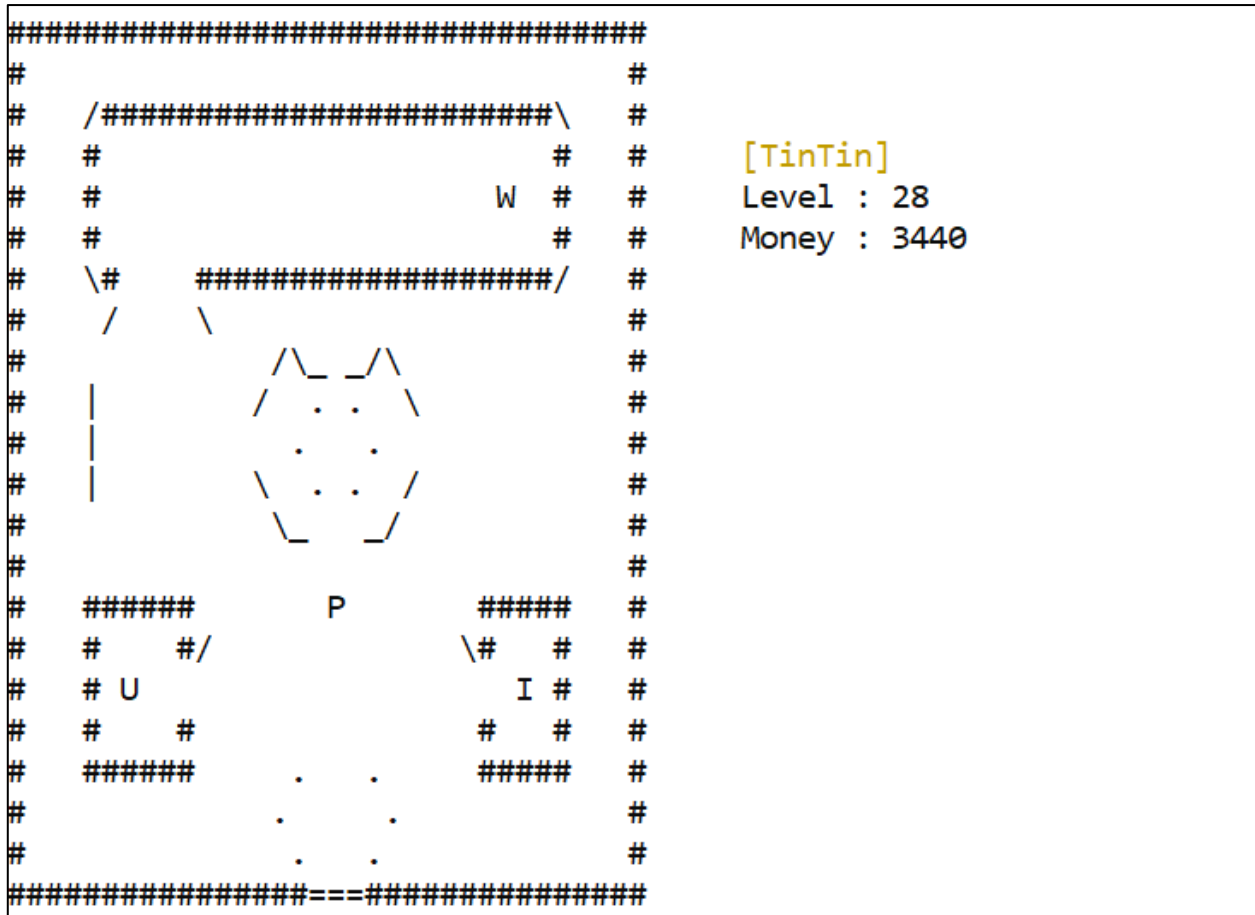 ##################################
#                                #
#   /########################\   #
#   #                        #   #     [TinTin]
#   #                     W  #   #     Level : 28
#   #                        #   #     Money : 3440
#   \#    ###################/   #
#    /    \                      #
#             /\_ _/\            #
#   |        /  . .  \           #
#   |          .   .             #
#   |        \  . .  /           #
#             \_   _/            #
#                                #
#   ######       P       #####   #
#   #    #/             \#   #   #
#   # U                    I #   #
#   #    #               #   #   #
#   ######     .   .     #####   #
#             .     .            #
#              .   .             #
################===###############